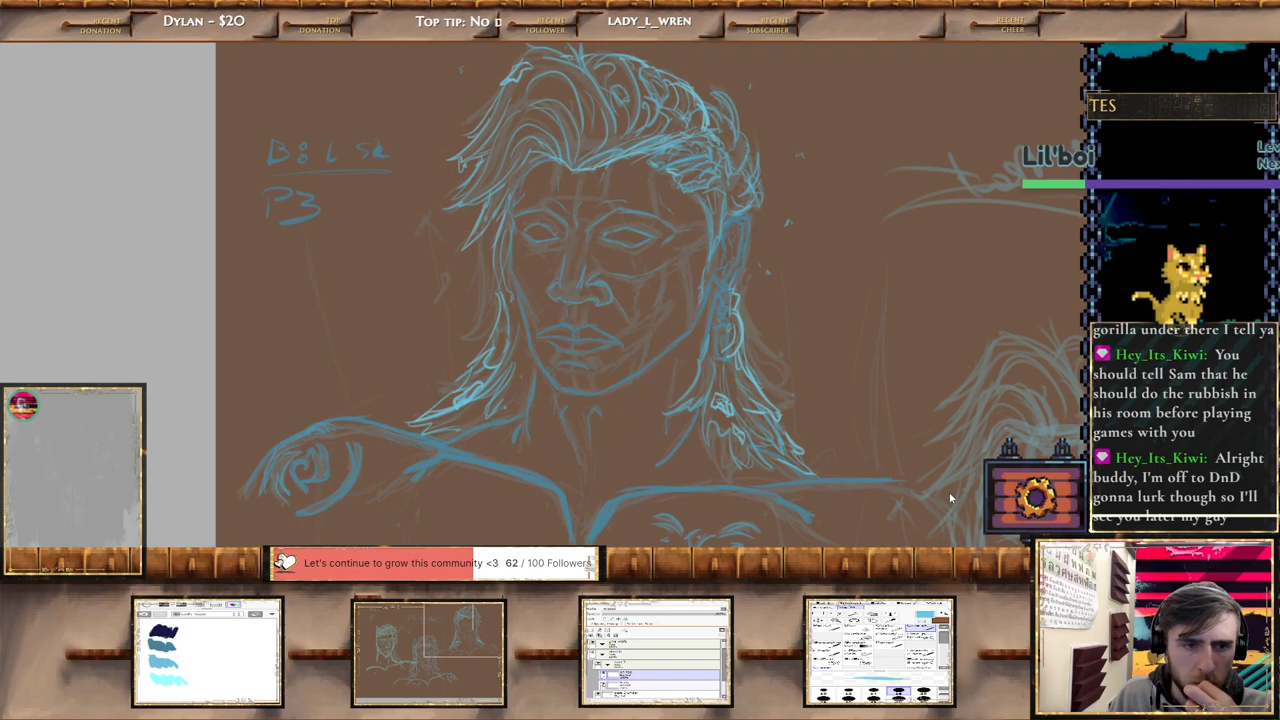 RECENT DONATION
Dylan – $20
TOP DONATION
Top tip: No d
RECENT FOLLOWER
LADY_L_WREN
RECENT SUBSCRIBER
RECENT CHEER
TES
P3
Lil'boi
Lev
Nex
gorilla under there I tell ya
Hey_Its_Kiwi: You
should tell Sam that he
should do the rubbish in
his room before playing
games with you
Hey_Its_Kiwi: Alright
buddy, I'm off to DnD
gonna lurk though so I'll
see you later my guy
Let's continue to grow this community <3 62 / 100 Followers